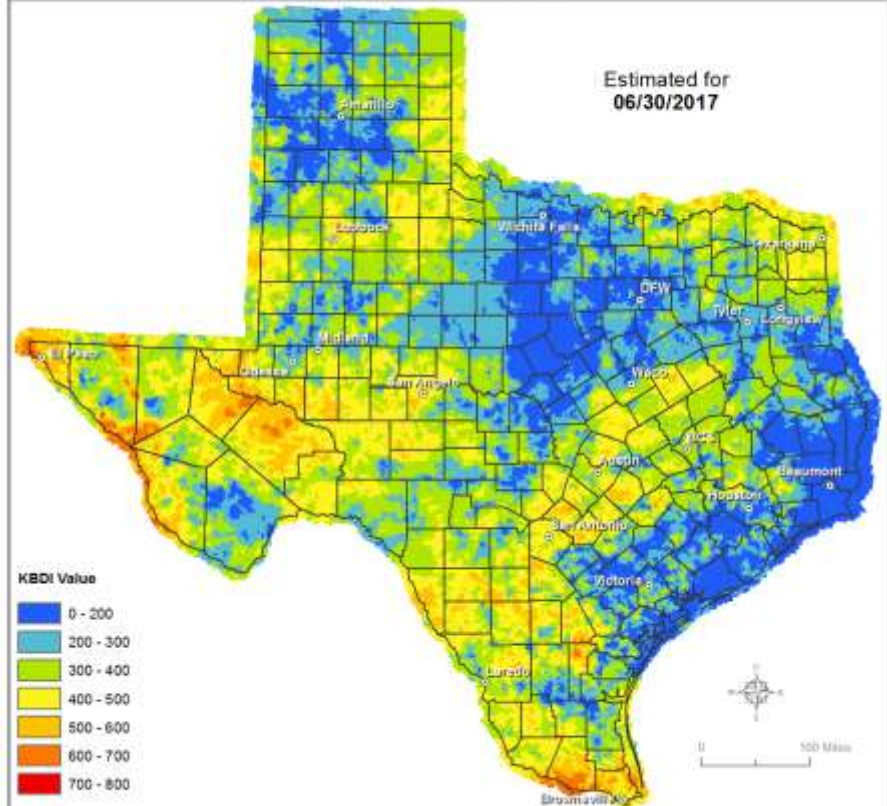 Estimated for
06/30/2017
Amarillo
Lubbock
Wichita Falls
Texarkana
DFW
Tyler
Longview
El Paso
Midland
Odessa
San Angelo
Waco
BCS
Austin
Beaumont
Houston
San Antonio
Victoria
Laredo
Brownsville
KBDI Value
0 - 200
200 - 300
300 - 400
400 - 500
500 - 600
600 - 700
700 - 800
0 100 Miles